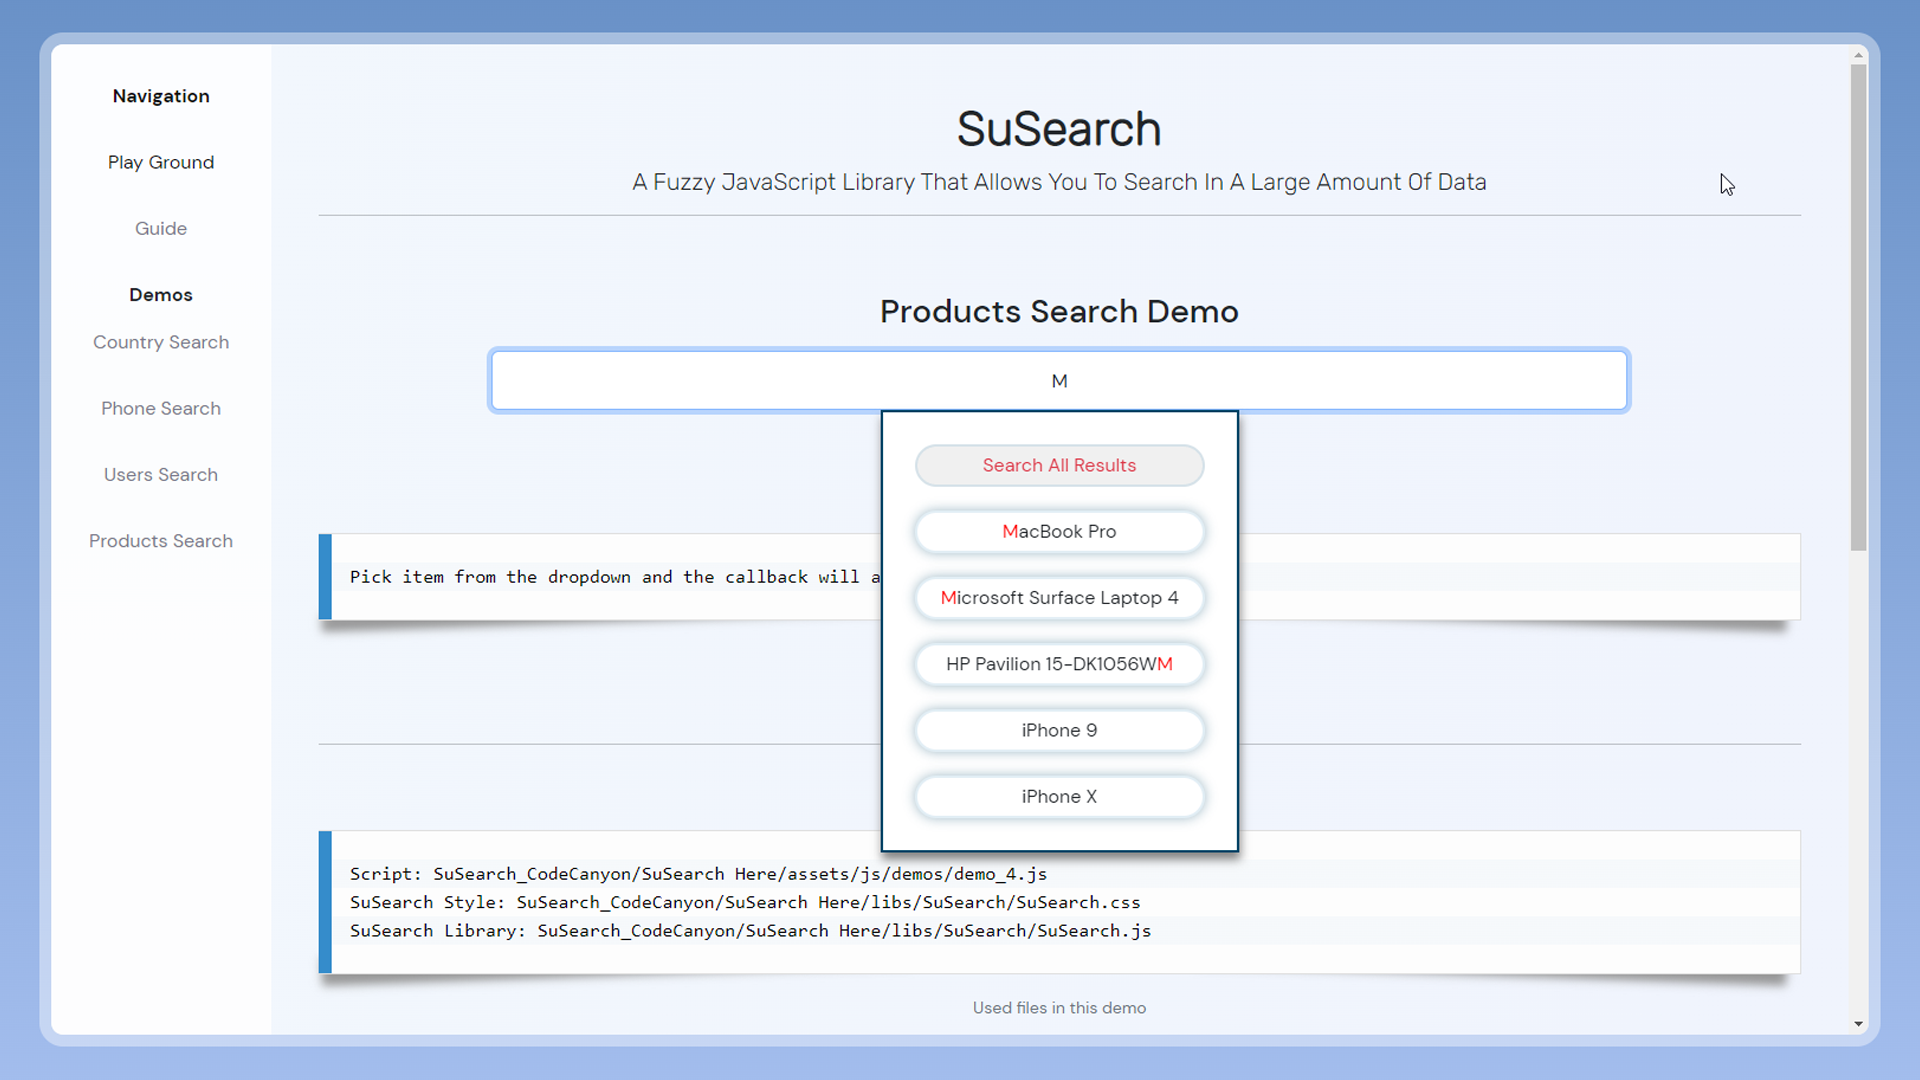 Navigation
Play Ground
Guide
Demos
Country Search
Phone Search
Users Search
Products Search
SuSearch
A Fuzzy JavaScript Library That Allows You To Search In A Large Amount Of Data
Products Search Demo
M
Search All Results
MacBook Pro
Microsoft Surface Laptop 4
HP Pavilion 15-DK1056WM
iPhone 9
iPhone X
Pick item from the dropdown and the callback will a
Script: SuSearch_CodeCanyon/SuSearch Here/assets/js/demos/demo_4.js
SuSearch Style: SuSearch_CodeCanyon/SuSearch Here/libs/SuSearch/SuSearch.css
SuSearch Library: SuSearch_CodeCanyon/SuSearch Here/libs/SuSearch/SuSearch.js
Used files in this demo